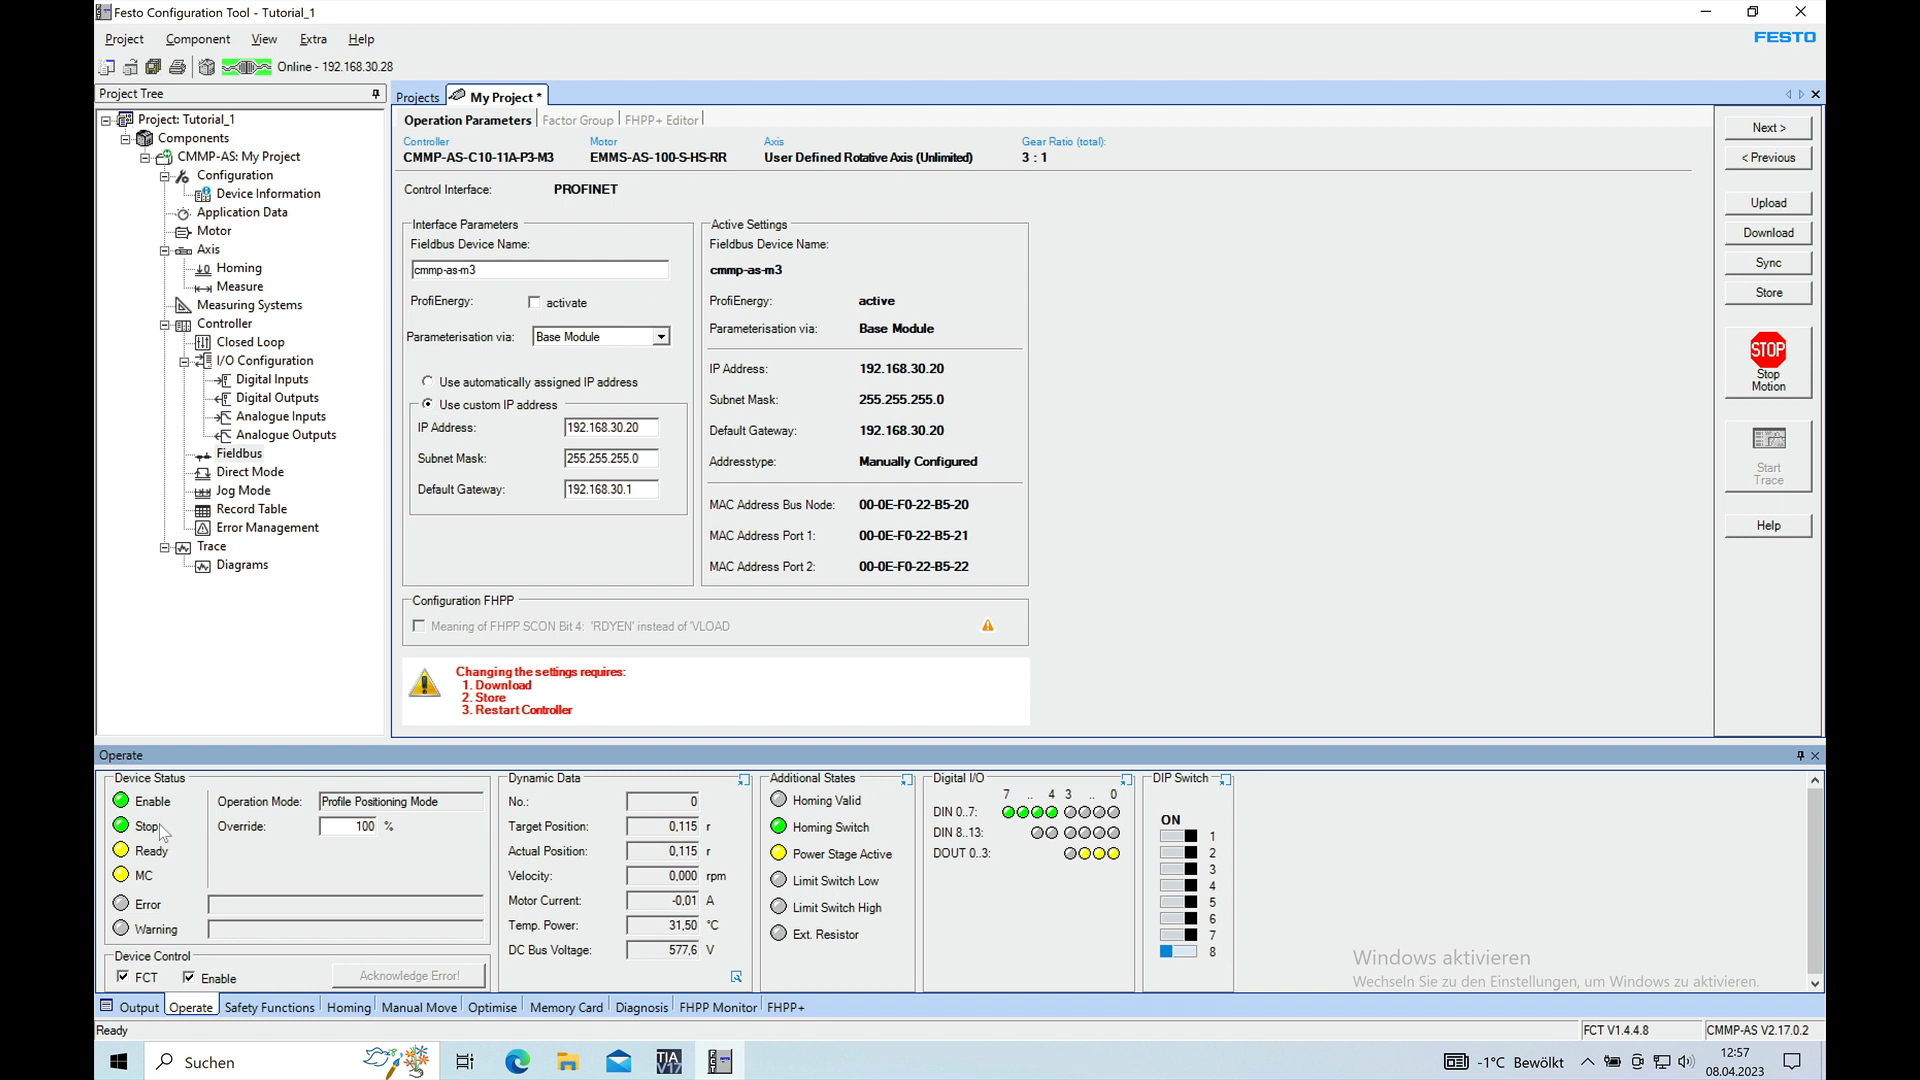 Festo Configuration Tool - Tutorial_1
Project Component View Extra Help
FESTO
Online - 192.168.30.28
Project Tree
Project: Tutorial_1
Components
CMMP-AS: My Project
Configuration
Device Information
Application Data
Motor
Axis
Homing
Measure
Measuring Systems
Controller
Closed Loop
I/O Configuration
Digital Inputs
Digital Outputs
Analogue Inputs
Analogue Outputs
Fieldbus
Direct Mode
Jog Mode
Record Table
Error Management
Trace
Diagrams
Projects My Project *
Operation Parameters Factor Group FHPP+ Editor
Controller Motor Axis Gear Ratio (total):
CMMP-AS-C10-11A-P3-M3 EMMS-AS-100-S-HS-RR User Defined Rotative Axis (Unlimited) 3 : 1
Control Interface: PROFINET
Interface Parameters
Fieldbus Device Name:
cmmp-as-m3
ProfiEnergy: activate
Parameterisation via: Base Module
Use automatically assigned IP address
Use custom IP address
IP Address: 192.168.30.20
Subnet Mask: 255.255.255.0
Default Gateway: 192.168.30.1
Active Settings
Fieldbus Device Name:
cmmp-as-m3
ProfiEnergy: active
Parameterisation via: Base Module
IP Address: 192.168.30.20
Subnet Mask: 255.255.255.0
Default Gateway: 192.168.30.20
Addresstype: Manually Configured
MAC Address Bus Node: 00-0E-F0-22-B5-20
MAC Address Port 1: 00-0E-F0-22-B5-21
MAC Address Port 2: 00-0E-F0-22-B5-22
Configuration FHPP
Meaning of FHPP SCON Bit 4: 'RDYEN' instead of 'VLOAD
Changing the settings requires:
1. Download
2. Store
3. Restart Controller
Next >
< Previous
Upload
Download
Sync
Store
STOP
Stop
Motion
Start
Trace
Help
Operate
Device Status
Enable
Stop
Ready
MC
Error
Warning
Operation Mode: Profile Positioning Mode
Override: 100 %
Device Control
FCT Enable Acknowledge Error!
Dynamic Data
No.: 0
Target Position: 0,115 r
Actual Position: 0,115 r
Velocity: 0,000 rpm
Motor Current: -0,01 A
Temp. Power: 31,50 °C
DC Bus Voltage: 577,6 V
Additional States
Homing Valid
Homing Switch
Power Stage Active
Limit Switch Low
Limit Switch High
Ext. Resistor
Digital I/O
7 .. 4 3 .. 0
DIN 0..7:
DIN 8..13:
DOUT 0..3:
DIP Switch
ON
1
2
3
4
5
6
7
8
Windows aktivieren
Wechseln Sie zu den Einstellungen, um Windows zu aktivieren.
Output Operate Safety Functions Homing Manual Move Optimise Memory Card Diagnosis FHPP Monitor FHPP+
Ready FCT V1.4.4.8 CMMP-AS V2.17.0.2
Suchen
TIA
V17
-1°C Bewölkt
12:57
08.04.2023